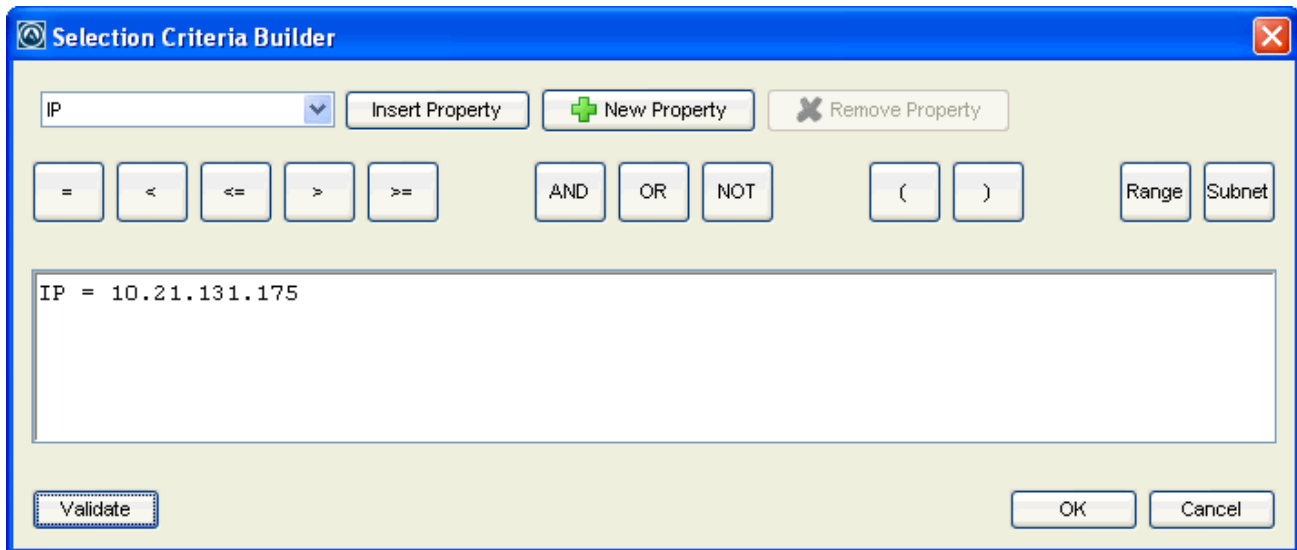 Selection Criteria Builder
IP Insert Property New Property Remove Property
= < <= > >= AND OR NOT ( ) Range Subnet
IP = 10.21.131.175
Validate OK Cancel